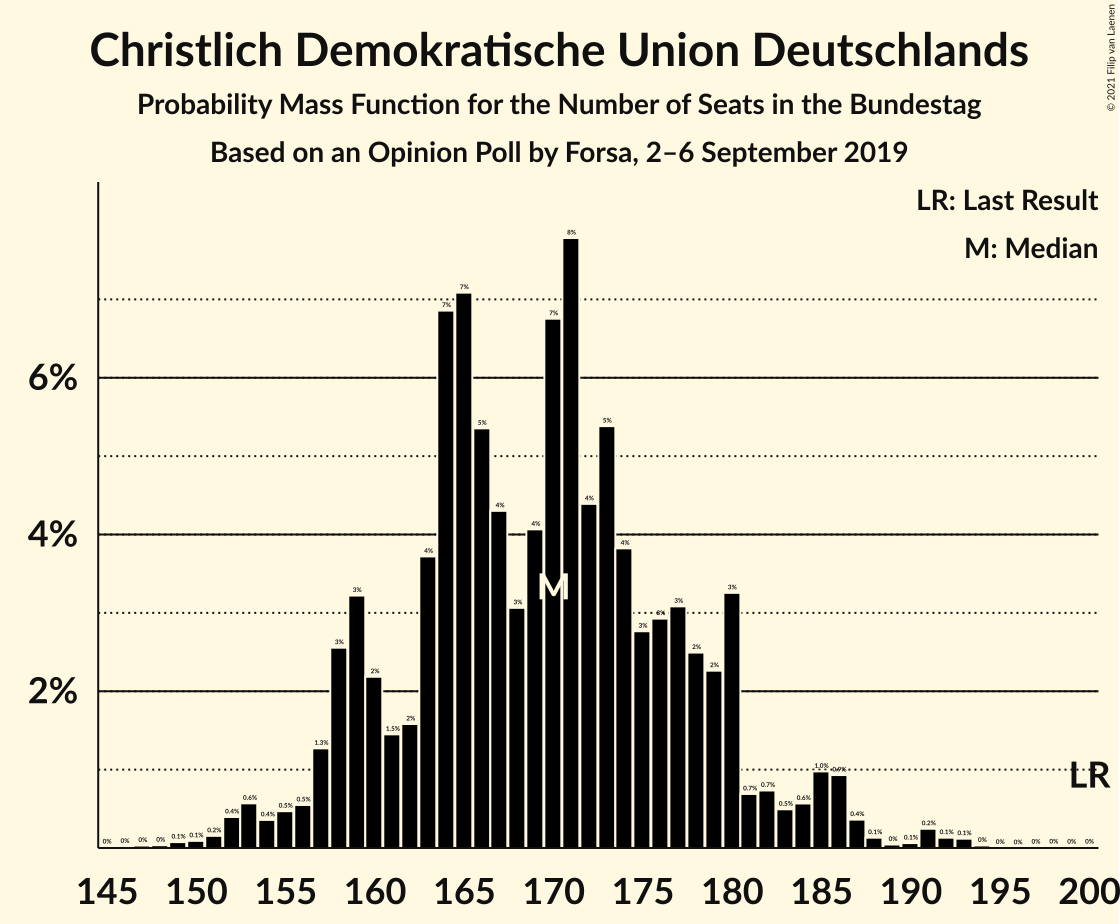 Christlich Demokratische Union Deutschlands
Probability Mass Function for the Number of Seats in the Bundestag
Based on an Opinion Poll by Forsa, 2–6 September 2019
© 2021 Filip van Laenen
LR: Last Result
M: Median
6%
4%
2%
0% 0% 0% 0% 0.1% 0.1% 0.2% 0.4% 0.6% 0.4% 0.5% 0.5% 1.3% 3% 3% 2% 1.5% 2% 4% 7% 7% 5% 4% 3% 4% 7% 8% 4% 5% 4% 3% 3% 3% 2% 2% 3% 0.7% 0.7% 0.5% 0.6% 1.0% 0.9% 0.4% 0.1% 0% 0.1% 0.2% 0.1% 0.1% 0% 0% 0% 0% 0% 0% 0%
M
LR
145 150 155 160 165 170 175 180 185 190 195 200